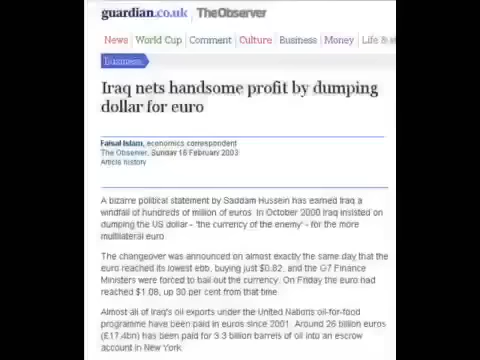 guardian.co.uk | TheObserver
News World Cup Comment Culture Business Money Life &
Business
Iraq nets handsome profit by dumping
dollar for euro
Faisal Islam, economics correspondent
The Observer, Sunday 16 February 2003
Article history
A bizarre political statement by Saddam Hussein has earned Iraq a
windfall of hundreds of million of euros. In October 2000 Iraq insisted on
dumping the US dollar - 'the currency of the enemy' - for the more
multilateral euro.
The changeover was announced on almost exactly the same day that the
euro reached its lowest ebb, buying just $0.82, and the G7 Finance
Ministers were forced to bail out the currency. On Friday the euro had
reached $1.08, up 30 per cent from that time.
Almost all of Iraq's oil exports under the United Nations oil-for-food
programme have been paid in euros since 2001. Around 26 billion euros
(£17.4bn) has been paid for 3.3 billion barrels of oil into an escrow
account in New York.